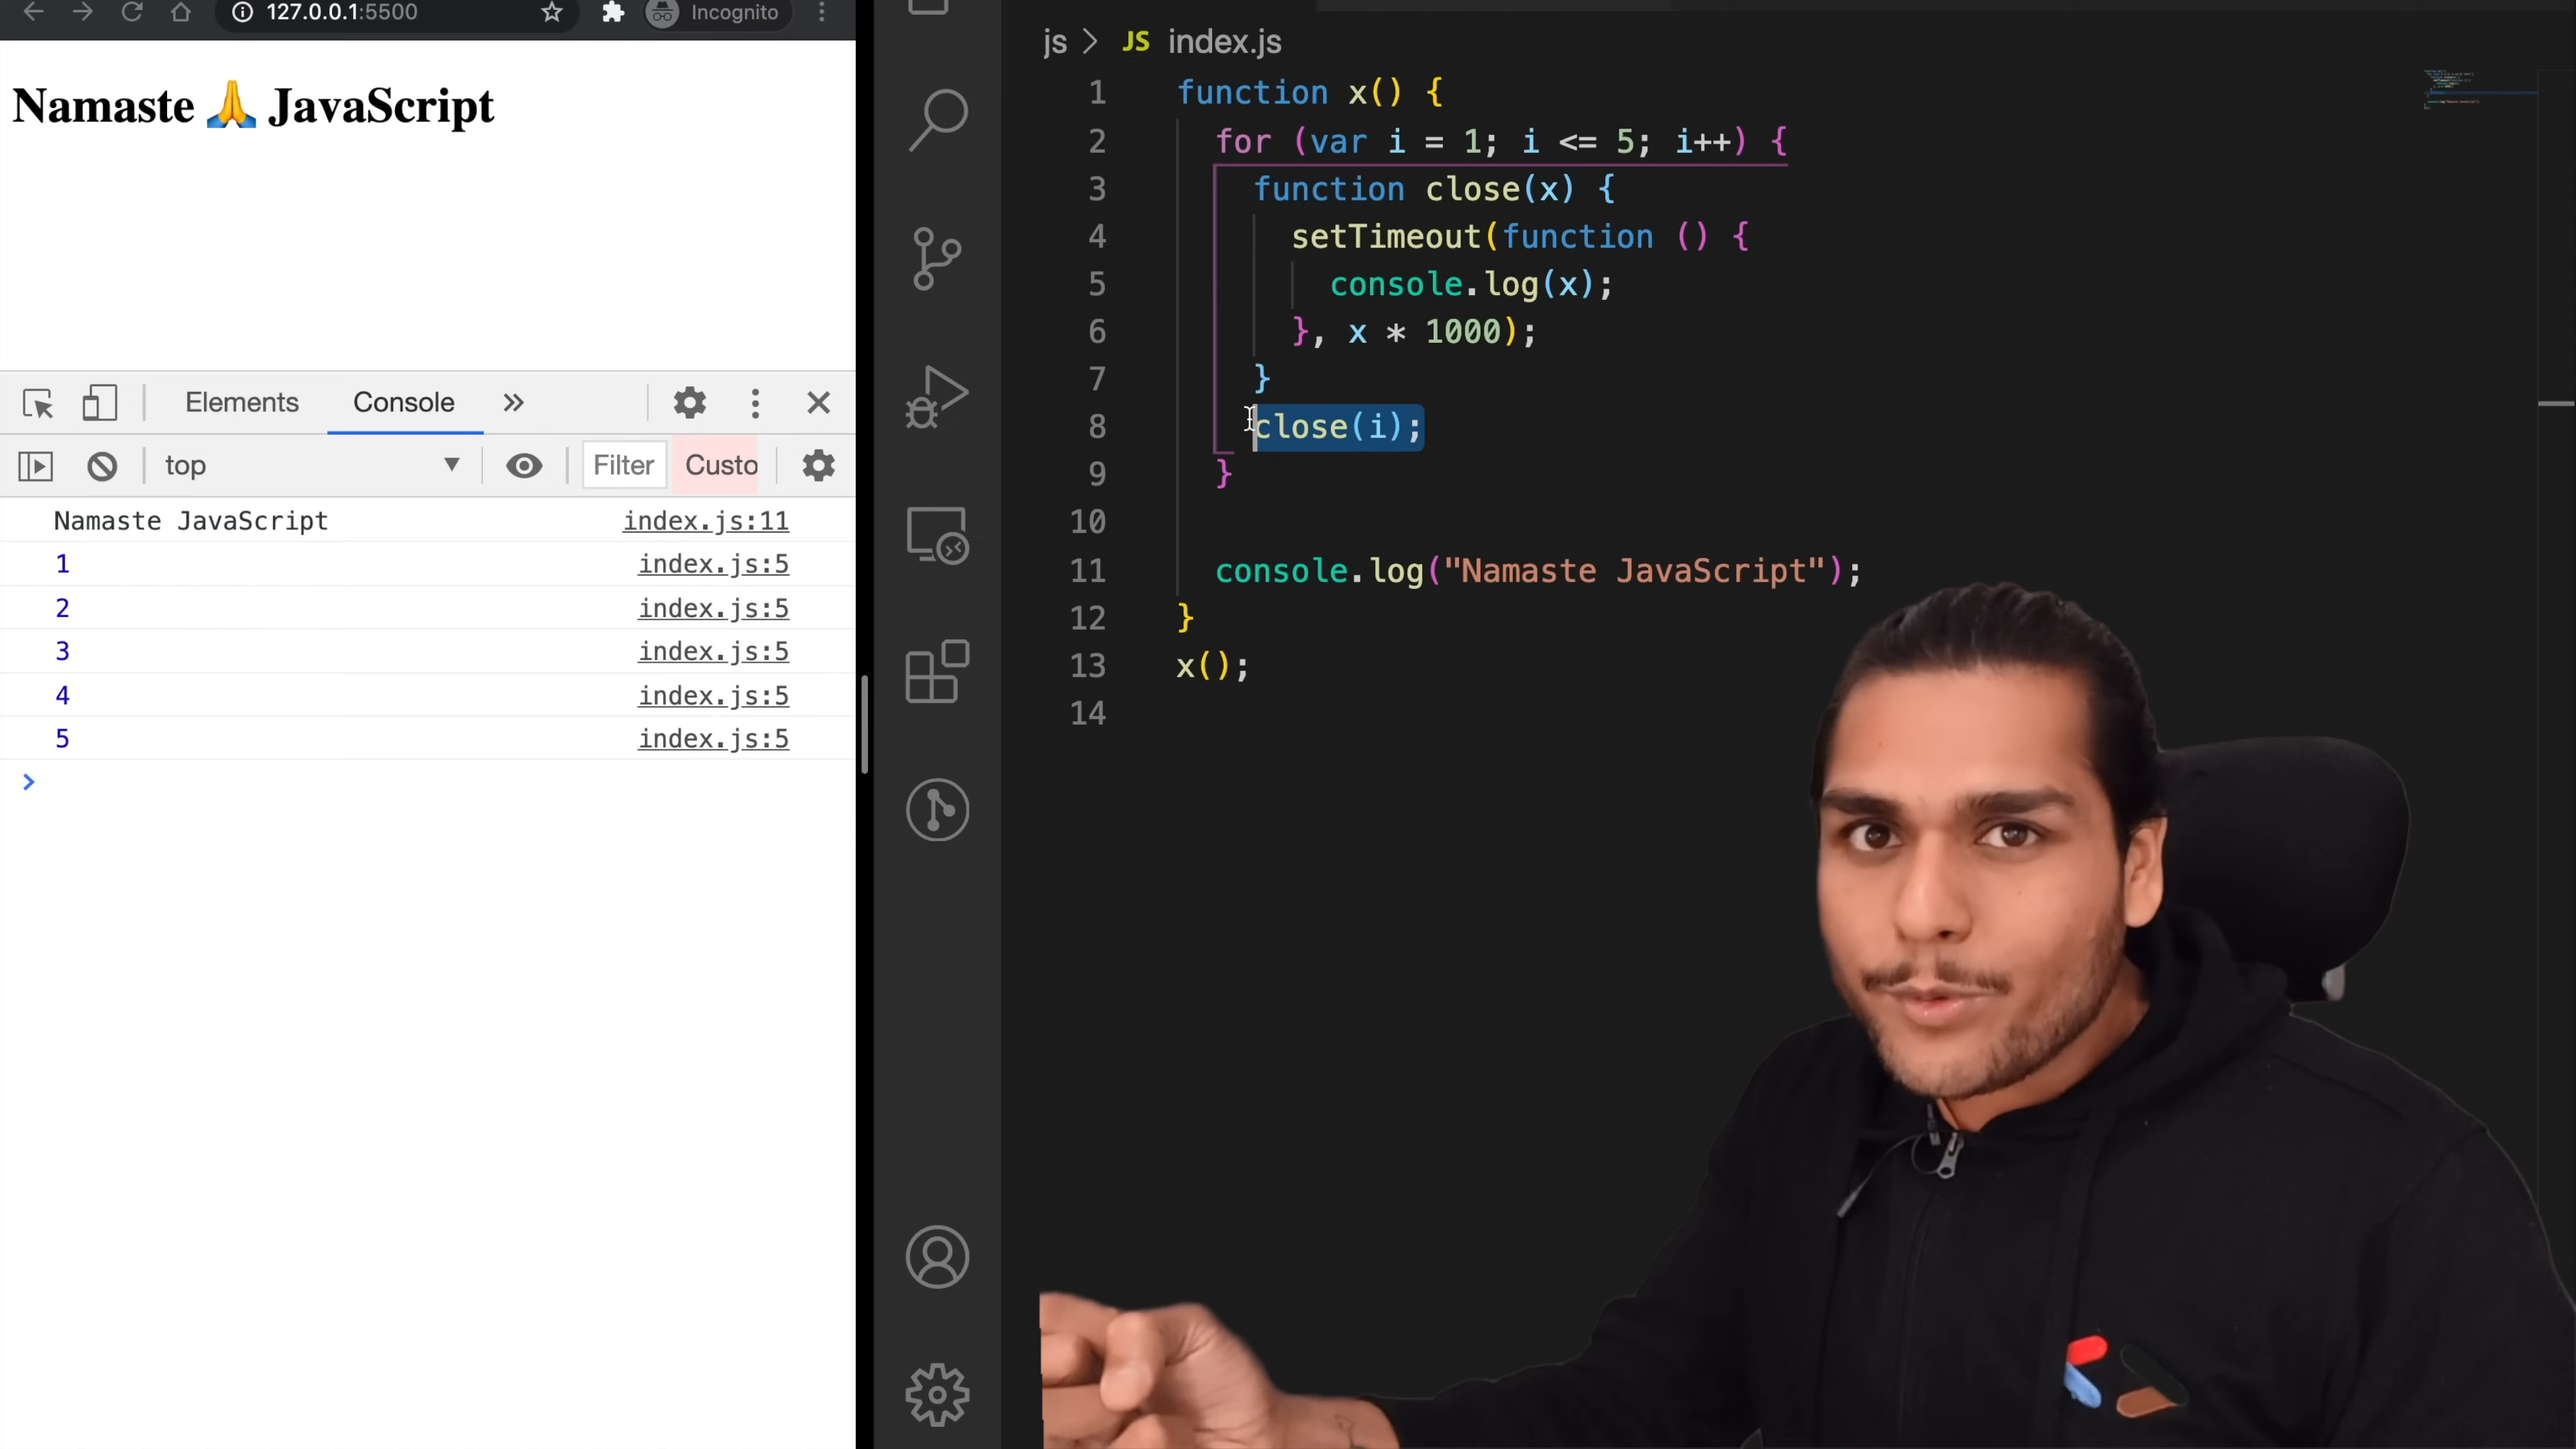 127.0.0.1:5500
Incognito
Namaste 🙏 JavaScript
Elements
Console
top
Filter
Custo
Namaste JavaScript index.js:11
1 index.js:5
2 index.js:5
3 index.js:5
4 index.js:5
5 index.js:5
js > JS index.js
1 function x() {
2 for (var i = 1; i <= 5; i++) {
3 function close(x) {
4 setTimeout(function () {
5 console.log(x);
6 }, x * 1000);
7 }
8 close(i);
9 }
10
11 console.log("Namaste JavaScript");
12 }
13 x();
14